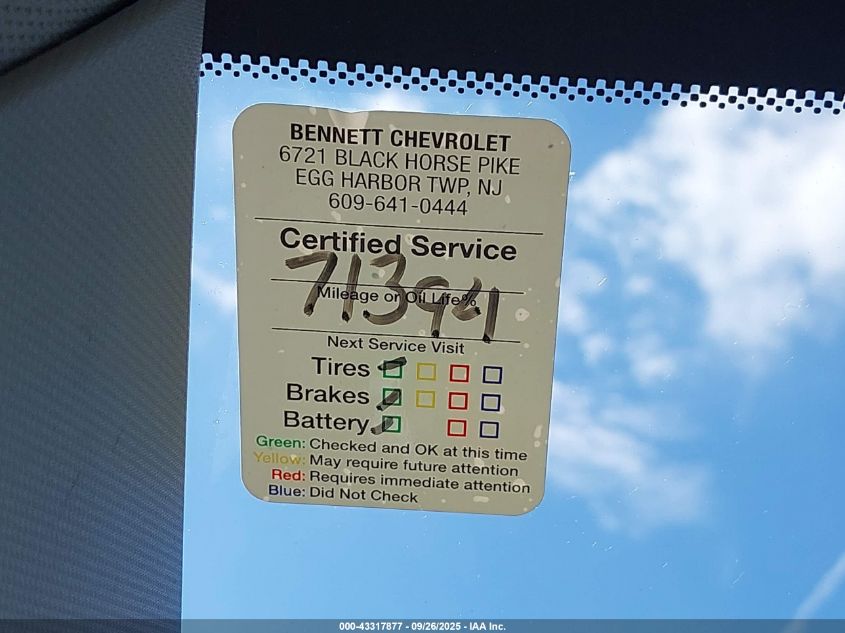 BENNETT CHEVROLET
6721 BLACK HORSE PIKE
EGG HARBOR TWP, NJ
609-641-0444
Certified Service
71394
Mileage or Oil Life%
Next Service Visit
Tires
Brakes
Battery
Green: Checked and OK at this time
Yellow: May require future attention
Red: Requires immediate attention
Blue: Did Not Check
000-43317877 - 09/26/2025 - IAA Inc.